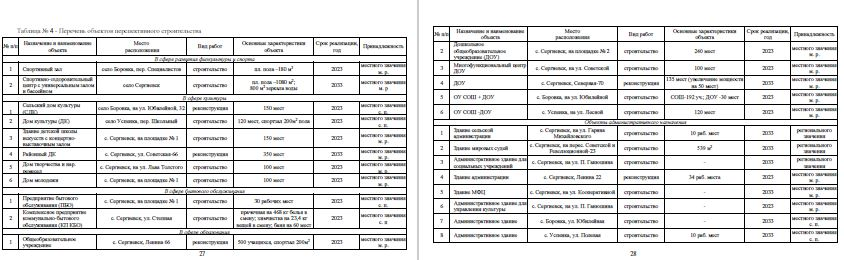 Таблица № 4 - Перечень объектов перспективного строительства
№ п/п Назначение и наименование объекта Место расположения Вид работ Основные характеристики объекта Срок реализации, год Принадлежность
В сфере развития физкультуры и спорта
1 Спортивный зал село Боровка, пер. Специалистов строительство пл. пола -180 м² 2023 местного значения м. р.
2 Спортивно-оздоровительный центр с универсальным залом и бассейном село Сергиевск строительство пл. пола -1080 м²; 800 м² зеркала воды 2033 местного значения м. р.
В сфере культуры
1 Сельский дом культуры (СДК) село Боровка, на ул. Юбилейной, 32 реконструкция 150 мест 2023 местного значения м. р.
2 Дом культуры (ДК) село Успенка, пер. Школьный строительство 120 мест, спортзал 200м² пола 2023 местного значения м. р.
3 Здание детской школы искусств с концертно-выставочным залом с. Сергиевск, на площадке № 1 строительство 150 мест 2023 местного значения м. р.
4 Районный ДК с. Сергиевск, ул. Советская-66 реконструкция 350 мест 2023 местного значения м. р.
5 Дом творчества и нар. ремесел с. Сергиевск, на ул. Льва Толстого строительство 100 мест 2023 местного значения м. р.
6 Дом молодежи с. Сергиевск, на площадке № 1 строительство 100 мест 2023 местного значения м. р.
В сфере бытового обслуживания
1 Предприятие бытового обслуживания (ПБО) с. Сергиевск, на площадке № 1 строительство 30 рабочих мест 2023 местного значения с. п.
2 Комплексное предприятие коммунально-бытового обслуживания (КП КБО) с. Сергиевск, ул. Степная строительство прачечная на 468 кг белья в смену; химчистка на 23,4 кг вещей в смену; баня на 60 мест 2023 местного значения с. п.
В сфере образования
1 Общеобразовательное учреждение с. Сергиевск, Ленина 66 реконструкция 500 учащихся, спортзал 200м² 2023 местного значения м. р.
27
№ п/п Назначение и наименование объекта Место расположения Вид работ Основные характеристики объекта Срок реализации, год Принадлежность
2 Дошкольное общеобразовательное учреждение (ДОУ) с. Сергиевск, на площадке № 2 строительство 240 мест 2033 местного значения м. р.
3 Многофункциональный центр ДОУ с. Сергиевск, на ул. Советской строительство 100 мест 2023 местного значения м. р.
4 ДОУ с. Сергиевск, Северная-70 реконструкция 135 мест (увеличение мощности на 50 мест) 2023 местного значения м. р.
5 ОУ СОШ + ДОУ с. Боровка, на ул. Юбилейной строительство СОШ-192 уч.; ДОУ -30 мест 2023 местного значения м. р.
6 ОУ СОШ -ДОУ с. Успенка, на ул. Лесной строительство 120 мест 2023 местного значения м. р.
Объекты административного назначения
1 Здание сельской администрации с. Сергиевск, на ул. Гарина Михайловского строительство 10 раб. мест 2033 регионального значения
2 Здание мировых судей с. Сергиевск, на перес. Советской и Революционной-23 строительство 539 м² 2033 регионального значения
3 Административное здание для социальных учреждений с. Сергиевск, на ул. П. Ганюшина строительство - 2023 местного значения м. р.
4 Здание администрации с. Сергиевск, Ленина 22 реконструкция 34 раб. места 2023 местного значения м. р.
5 Здание МФЦ с. Сергиевск, на ул. Кооперативной строительство - 2023 местного значения м. р.
6 Административное здание для управления культуры с. Сергиевск, на ул. П. Ганюшина строительство - 2023 местного значения м. р.
7 Административное здание с. Боровка, ул. Юбилейная строительство - 2023 местного значения с. п.
8 Административное здание с. Успенка, ул. Полевая строительство 10 раб. мест 2023 местного значения с. п.
28